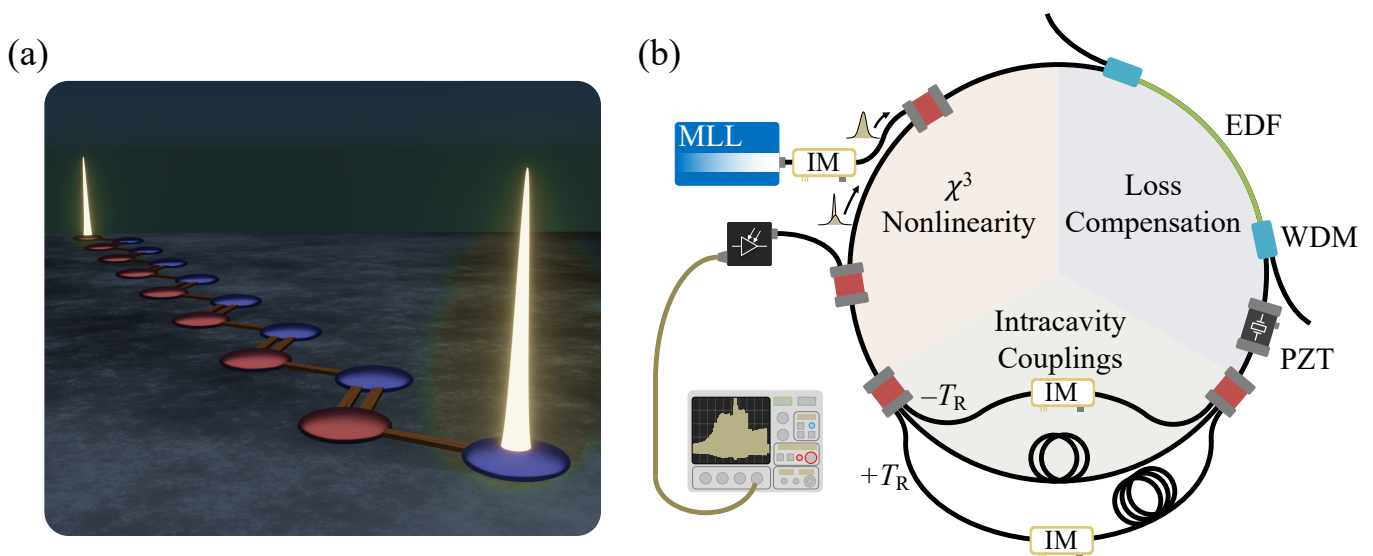 (a)
(b)
MLL
IM
EDF
χ³
Nonlinearity
Loss
Compensation
WDM
Intracavity
Couplings
PZT
−T_R
IM
+T_R
IM